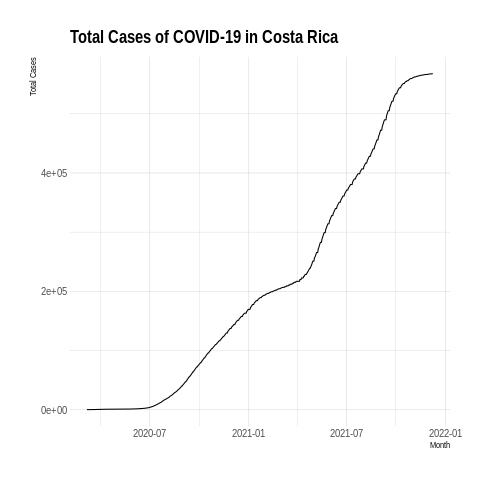 Total Cases of COVID-19 in Costa Rica
Total Cases
4e+05
2e+05
0e+00
2020-07
2021-01
2021-07
2022-01
Month